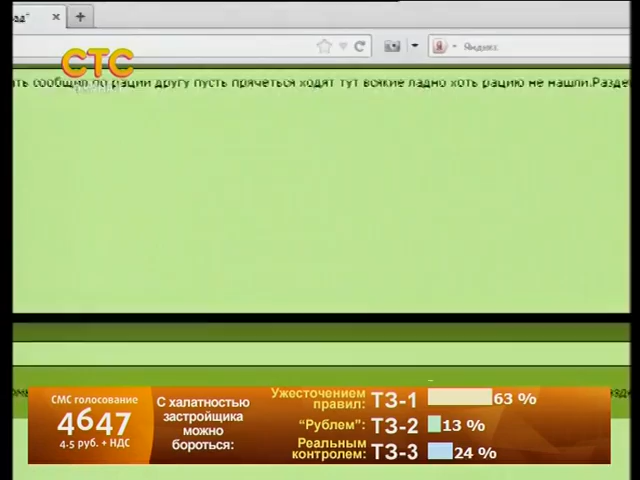 ад"
Яндекс
СТС
ть сообщил по рации другу пусть прячеться ходят тут всякие ладно хоть рацию не нашли.Разде
СМС голосование
4647
4.5 руб. + НДС
С халатностью
застройщика
можно
бороться:
Ужесточением
правил: ТЗ-1 63 %
“Рублем”: ТЗ-2 13 %
Реальным
контролем: ТЗ-3 24 %